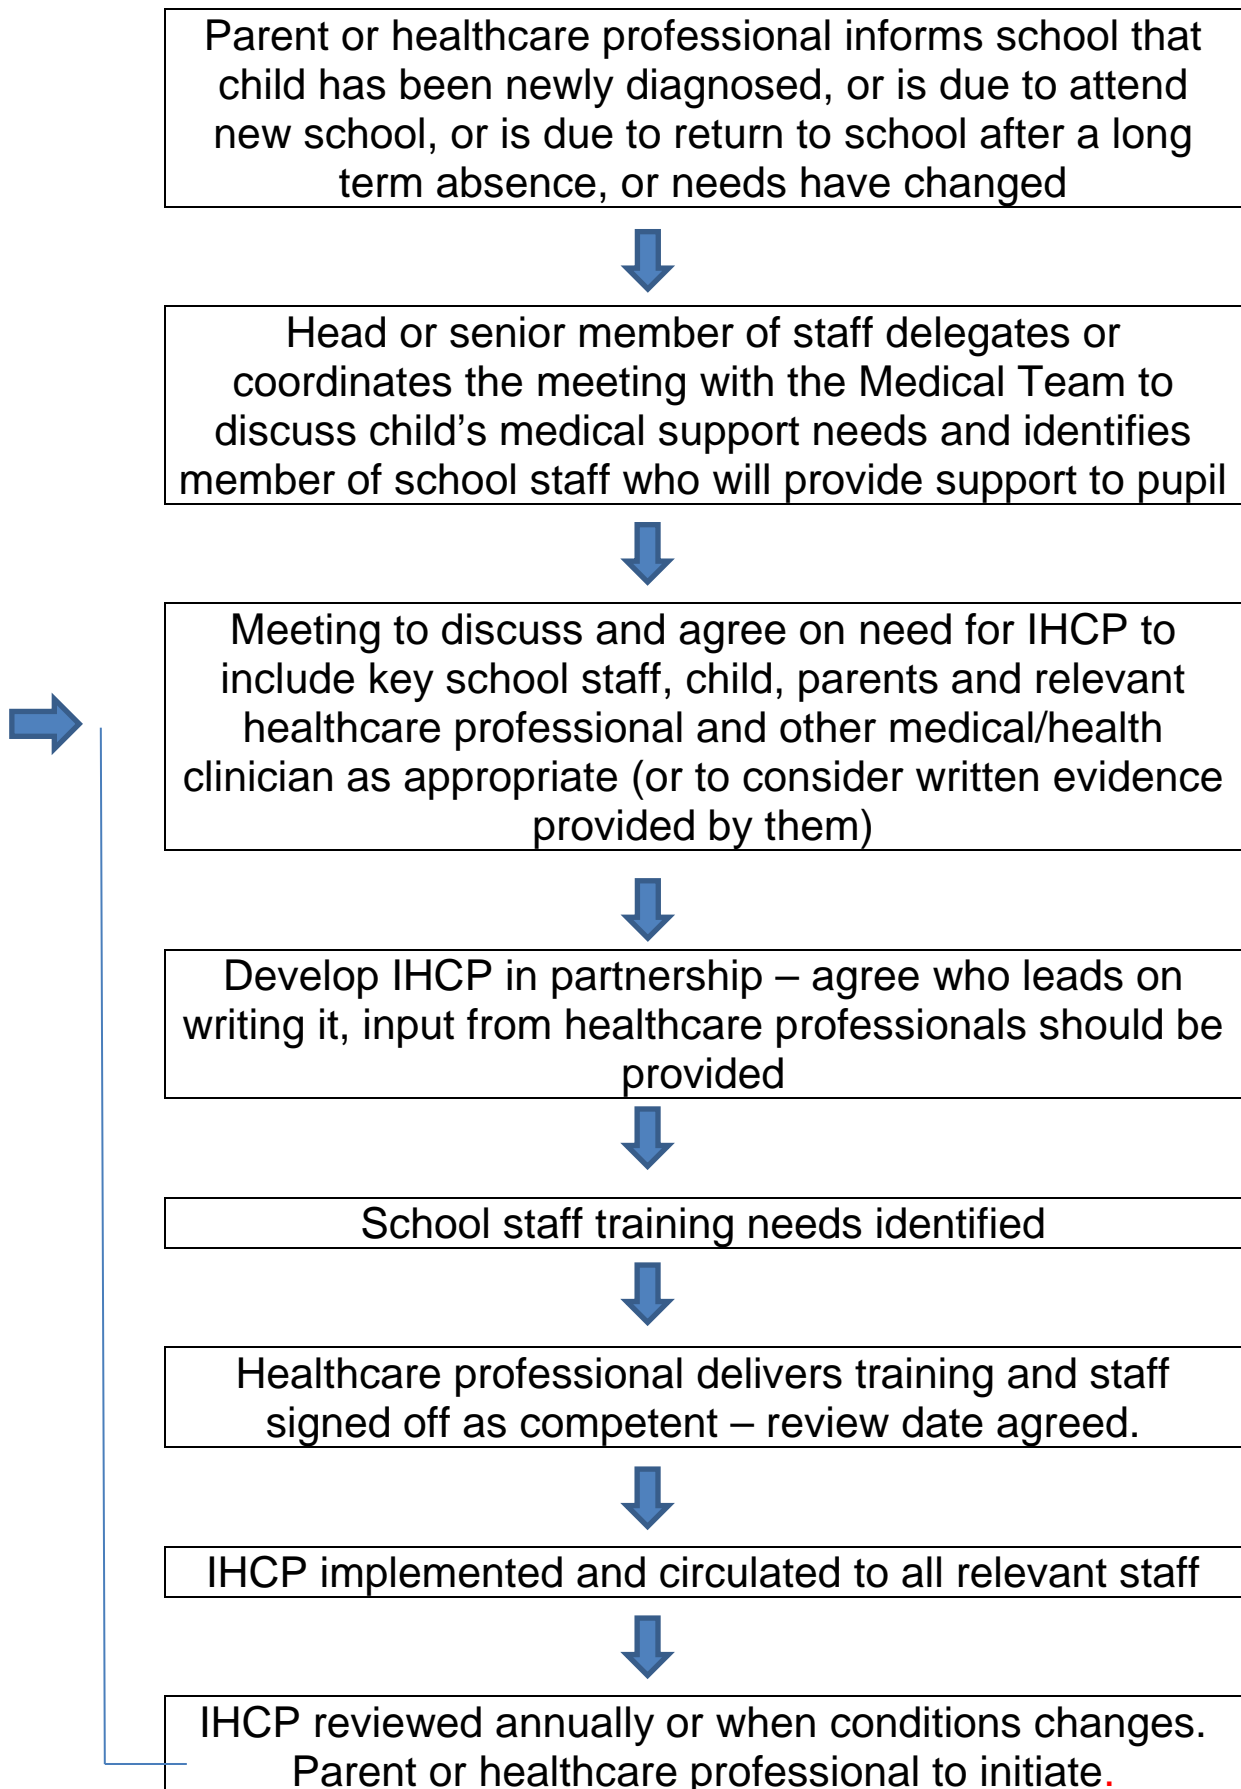 Parent or healthcare professional informs school that
child has been newly diagnosed, or is due to attend
new school, or is due to return to school after a long
term absence, or needs have changed
Head or senior member of staff delegates or
coordinates the meeting with the Medical Team to
discuss child’s medical support needs and identifies
member of school staff who will provide support to pupil
Meeting to discuss and agree on need for IHCP to
include key school staff, child, parents and relevant
healthcare professional and other medical/health
clinician as appropriate (or to consider written evidence
provided by them)
Develop IHCP in partnership – agree who leads on
writing it, input from healthcare professionals should be
provided
School staff training needs identified
Healthcare professional delivers training and staff
signed off as competent – review date agreed.
IHCP implemented and circulated to all relevant staff
IHCP reviewed annually or when conditions changes.
Parent or healthcare professional to initiate.